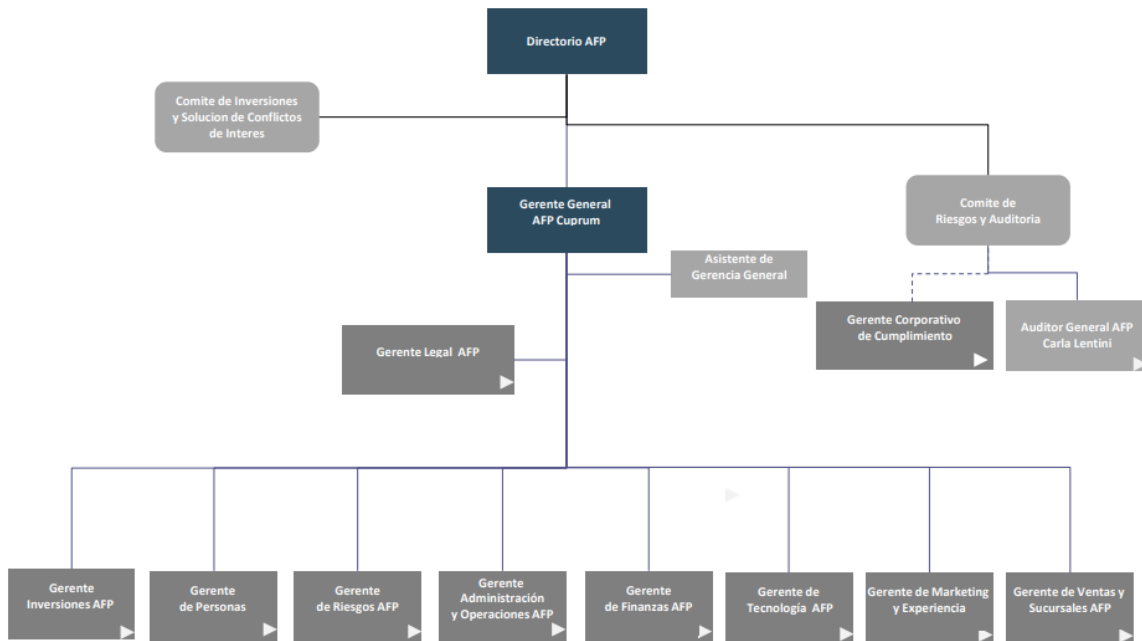 Directorio AFP
Comite de Inversiones
y Solucion de Conflictos
de Interes
Gerente General
AFP Cuprum
Comite de
Riesgos y Auditoria
Asistente de
Gerencia General
Gerente Corporativo
de Cumplimiento
Auditor General AFP
Carla Lentini
Gerente Legal AFP
Gerente
Inversiones AFP
Gerente
de Personas
Gerente
de Riesgos AFP
Gerente
Administración
y Operaciones AFP
Gerente
de Finanzas AFP
Gerente de
Tecnología AFP
Gerente de Marketing
y Experiencia
Gerente de Ventas y
Sucursales AFP